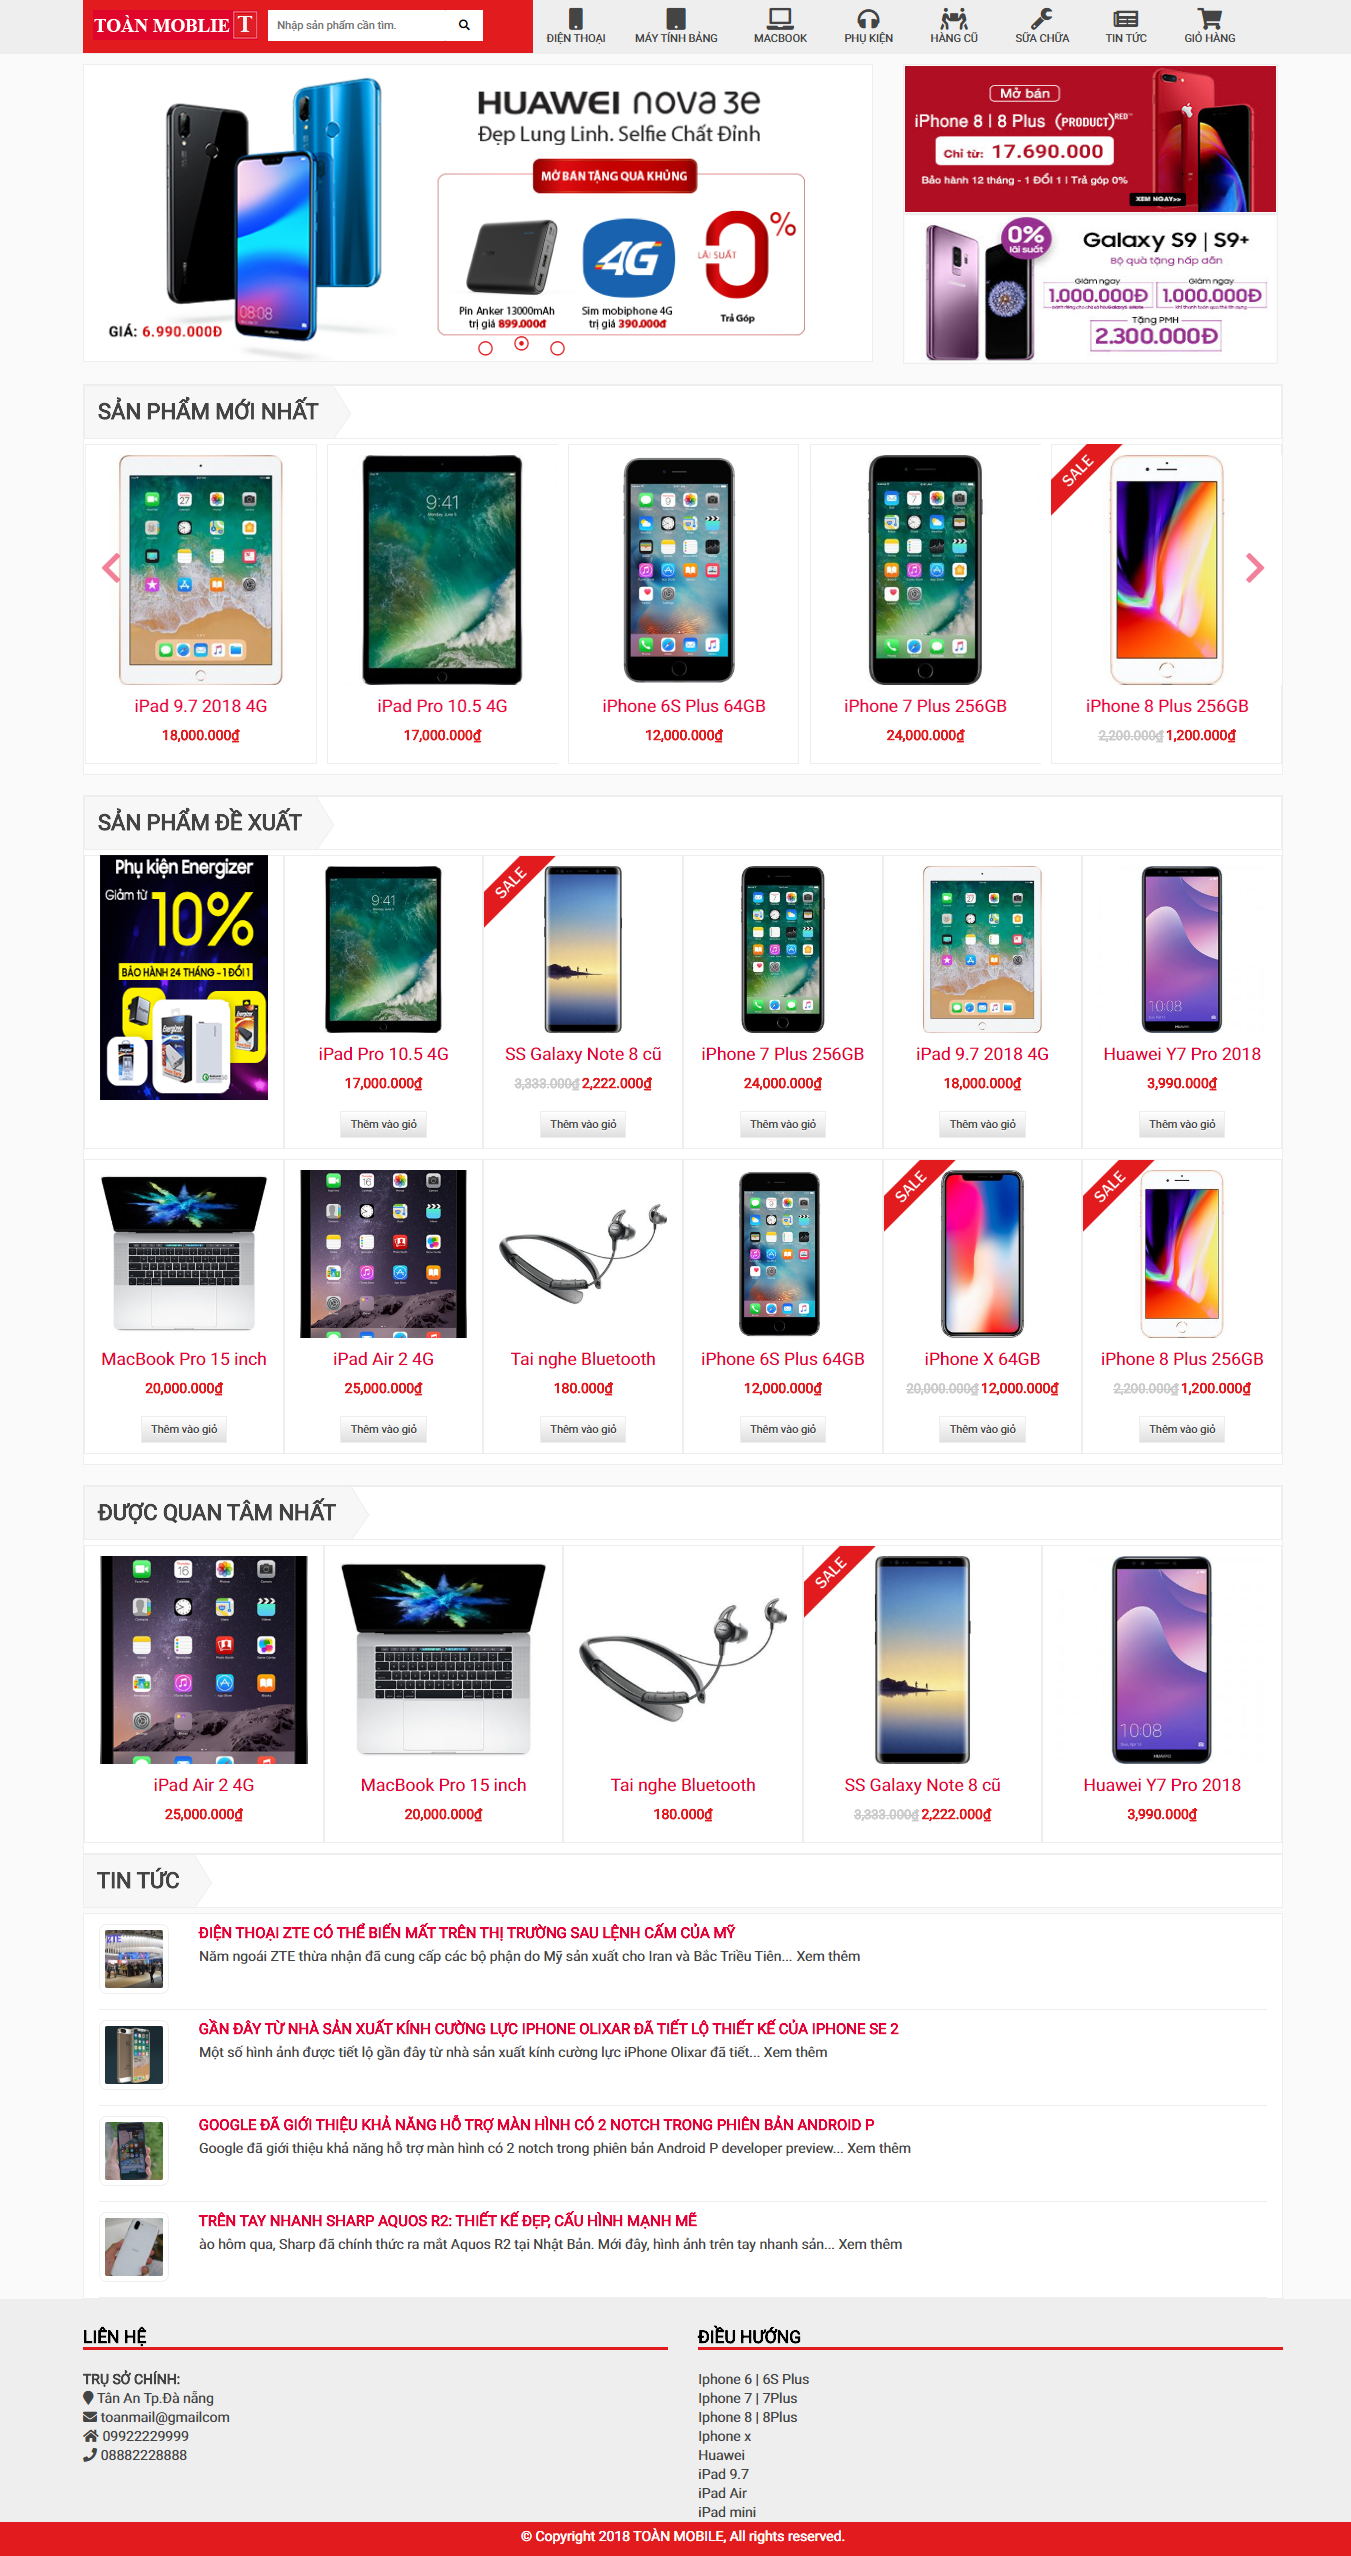 TOÀN MOBLIE T
Nhập sản phẩm cần tìm.
ĐIỆN THOẠI
MÁY TÍNH BẢNG
MACBOOK
PHỤ KIỆN
HÀNG CŨ
SỬA CHỮA
TIN TỨC
GIỎ HÀNG
HUAWEI nova 3e
Đẹp Lung Linh. Selfie Chất Đỉnh
MỞ BÁN TẶNG QUÀ KHỦNG
4G
0%
LÃI SUẤT
Pin Anker 13000mAh
trị giá 899.000đ
Sim mobiphone 4G
trị giá 390.000đ
Trả Góp
08:08
GIÁ: 6.990.000Đ
Mở bán
iPhone 8 | 8 Plus (PRODUCT)RED™
Chỉ từ: 17.690.000
Bảo hành 12 tháng - 1 ĐỔI 1 | Trả góp 0%
XEM NGAY>>
0%
lãi suất
Galaxy S9 | S9+
Bộ quà tặng hấp dẫn
Giảm ngay
1.000.000Đ
Giảm ngay
1.000.000Đ
Tặng PMH
2.300.000Đ
SẢN PHẨM MỚI NHẤT
9:41
SALE
iPad 9.7 2018 4G
18,000.000₫
iPad Pro 10.5 4G
17,000.000₫
iPhone 6S Plus 64GB
12,000.000₫
iPhone 7 Plus 256GB
24,000.000₫
iPhone 8 Plus 256GB
2,200.000₫ 1,200.000₫
SẢN PHẨM ĐỀ XUẤT
Phụ kiện Energizer
Giảm từ
10%
BẢO HÀNH 24 THÁNG - 1 ĐỔI 1
Energizer
9:41
iPad Pro 10.5 4G
17,000.000₫
Thêm vào giỏ
SALE
SS Galaxy Note 8 cũ
3,333.000₫ 2,222.000₫
Thêm vào giỏ
iPhone 7 Plus 256GB
24,000.000₫
Thêm vào giỏ
iPad 9.7 2018 4G
18,000.000₫
Thêm vào giỏ
10:08
HUAWEI
Huawei Y7 Pro 2018
3,990.000₫
Thêm vào giỏ
MacBook Pro 15 inch
20,000.000₫
Thêm vào giỏ
iPad Air 2 4G
25,000.000₫
Thêm vào giỏ
Tai nghe Bluetooth
180.000₫
Thêm vào giỏ
iPhone 6S Plus 64GB
12,000.000₫
Thêm vào giỏ
SALE
iPhone X 64GB
20,000.000₫ 12,000.000₫
Thêm vào giỏ
SALE
iPhone 8 Plus 256GB
2,200.000₫ 1,200.000₫
Thêm vào giỏ
ĐƯỢC QUAN TÂM NHẤT
iPad Air 2 4G
25,000.000₫
MacBook Pro 15 inch
20,000.000₫
Tai nghe Bluetooth
180.000₫
SALE
SS Galaxy Note 8 cũ
3,333.000₫ 2,222.000₫
10:08
HUAWEI
Huawei Y7 Pro 2018
3,990.000₫
TIN TỨC
ZTE
ĐIỆN THOẠI ZTE CÓ THỂ BIẾN MẤT TRÊN THỊ TRƯỜNG SAU LỆNH CẤM CỦA MỸ
Năm ngoái ZTE thừa nhận đã cung cấp các bộ phận do Mỹ sản xuất cho Iran và Bắc Triều Tiên... Xem thêm
GẦN ĐÂY TỪ NHÀ SẢN XUẤT KÍNH CƯỜNG LỰC IPHONE OLIXAR ĐÃ TIẾT LỘ THIẾT KẾ CỦA IPHONE SE 2
Một số hình ảnh được tiết lộ gần đây từ nhà sản xuất kính cường lực iPhone Olixar đã tiết... Xem thêm
GOOGLE ĐÃ GIỚI THIỆU KHẢ NĂNG HỖ TRỢ MÀN HÌNH CÓ 2 NOTCH TRONG PHIÊN BẢN ANDROID P
Google đã giới thiệu khả năng hỗ trợ màn hình có 2 notch trong phiên bản Android P developer preview... Xem thêm
TRÊN TAY NHANH SHARP AQUOS R2: THIẾT KẾ ĐẸP, CẤU HÌNH MẠNH MẼ
ào hôm qua, Sharp đã chính thức ra mắt Aquos R2 tại Nhật Bản. Mới đây, hình ảnh trên tay nhanh sản... Xem thêm
LIÊN HỆ
TRỤ SỞ CHÍNH:
Tân An Tp.Đà nẵng
toanmail@gmailcom
09922229999
08882228888
ĐIỀU HƯỚNG
Iphone 6 | 6S Plus
Iphone 7 | 7Plus
Iphone 8 | 8Plus
Iphone x
Huawei
iPad 9.7
iPad Air
iPad mini
© Copyright 2018 TOÀN MOBILE, All rights reserved.